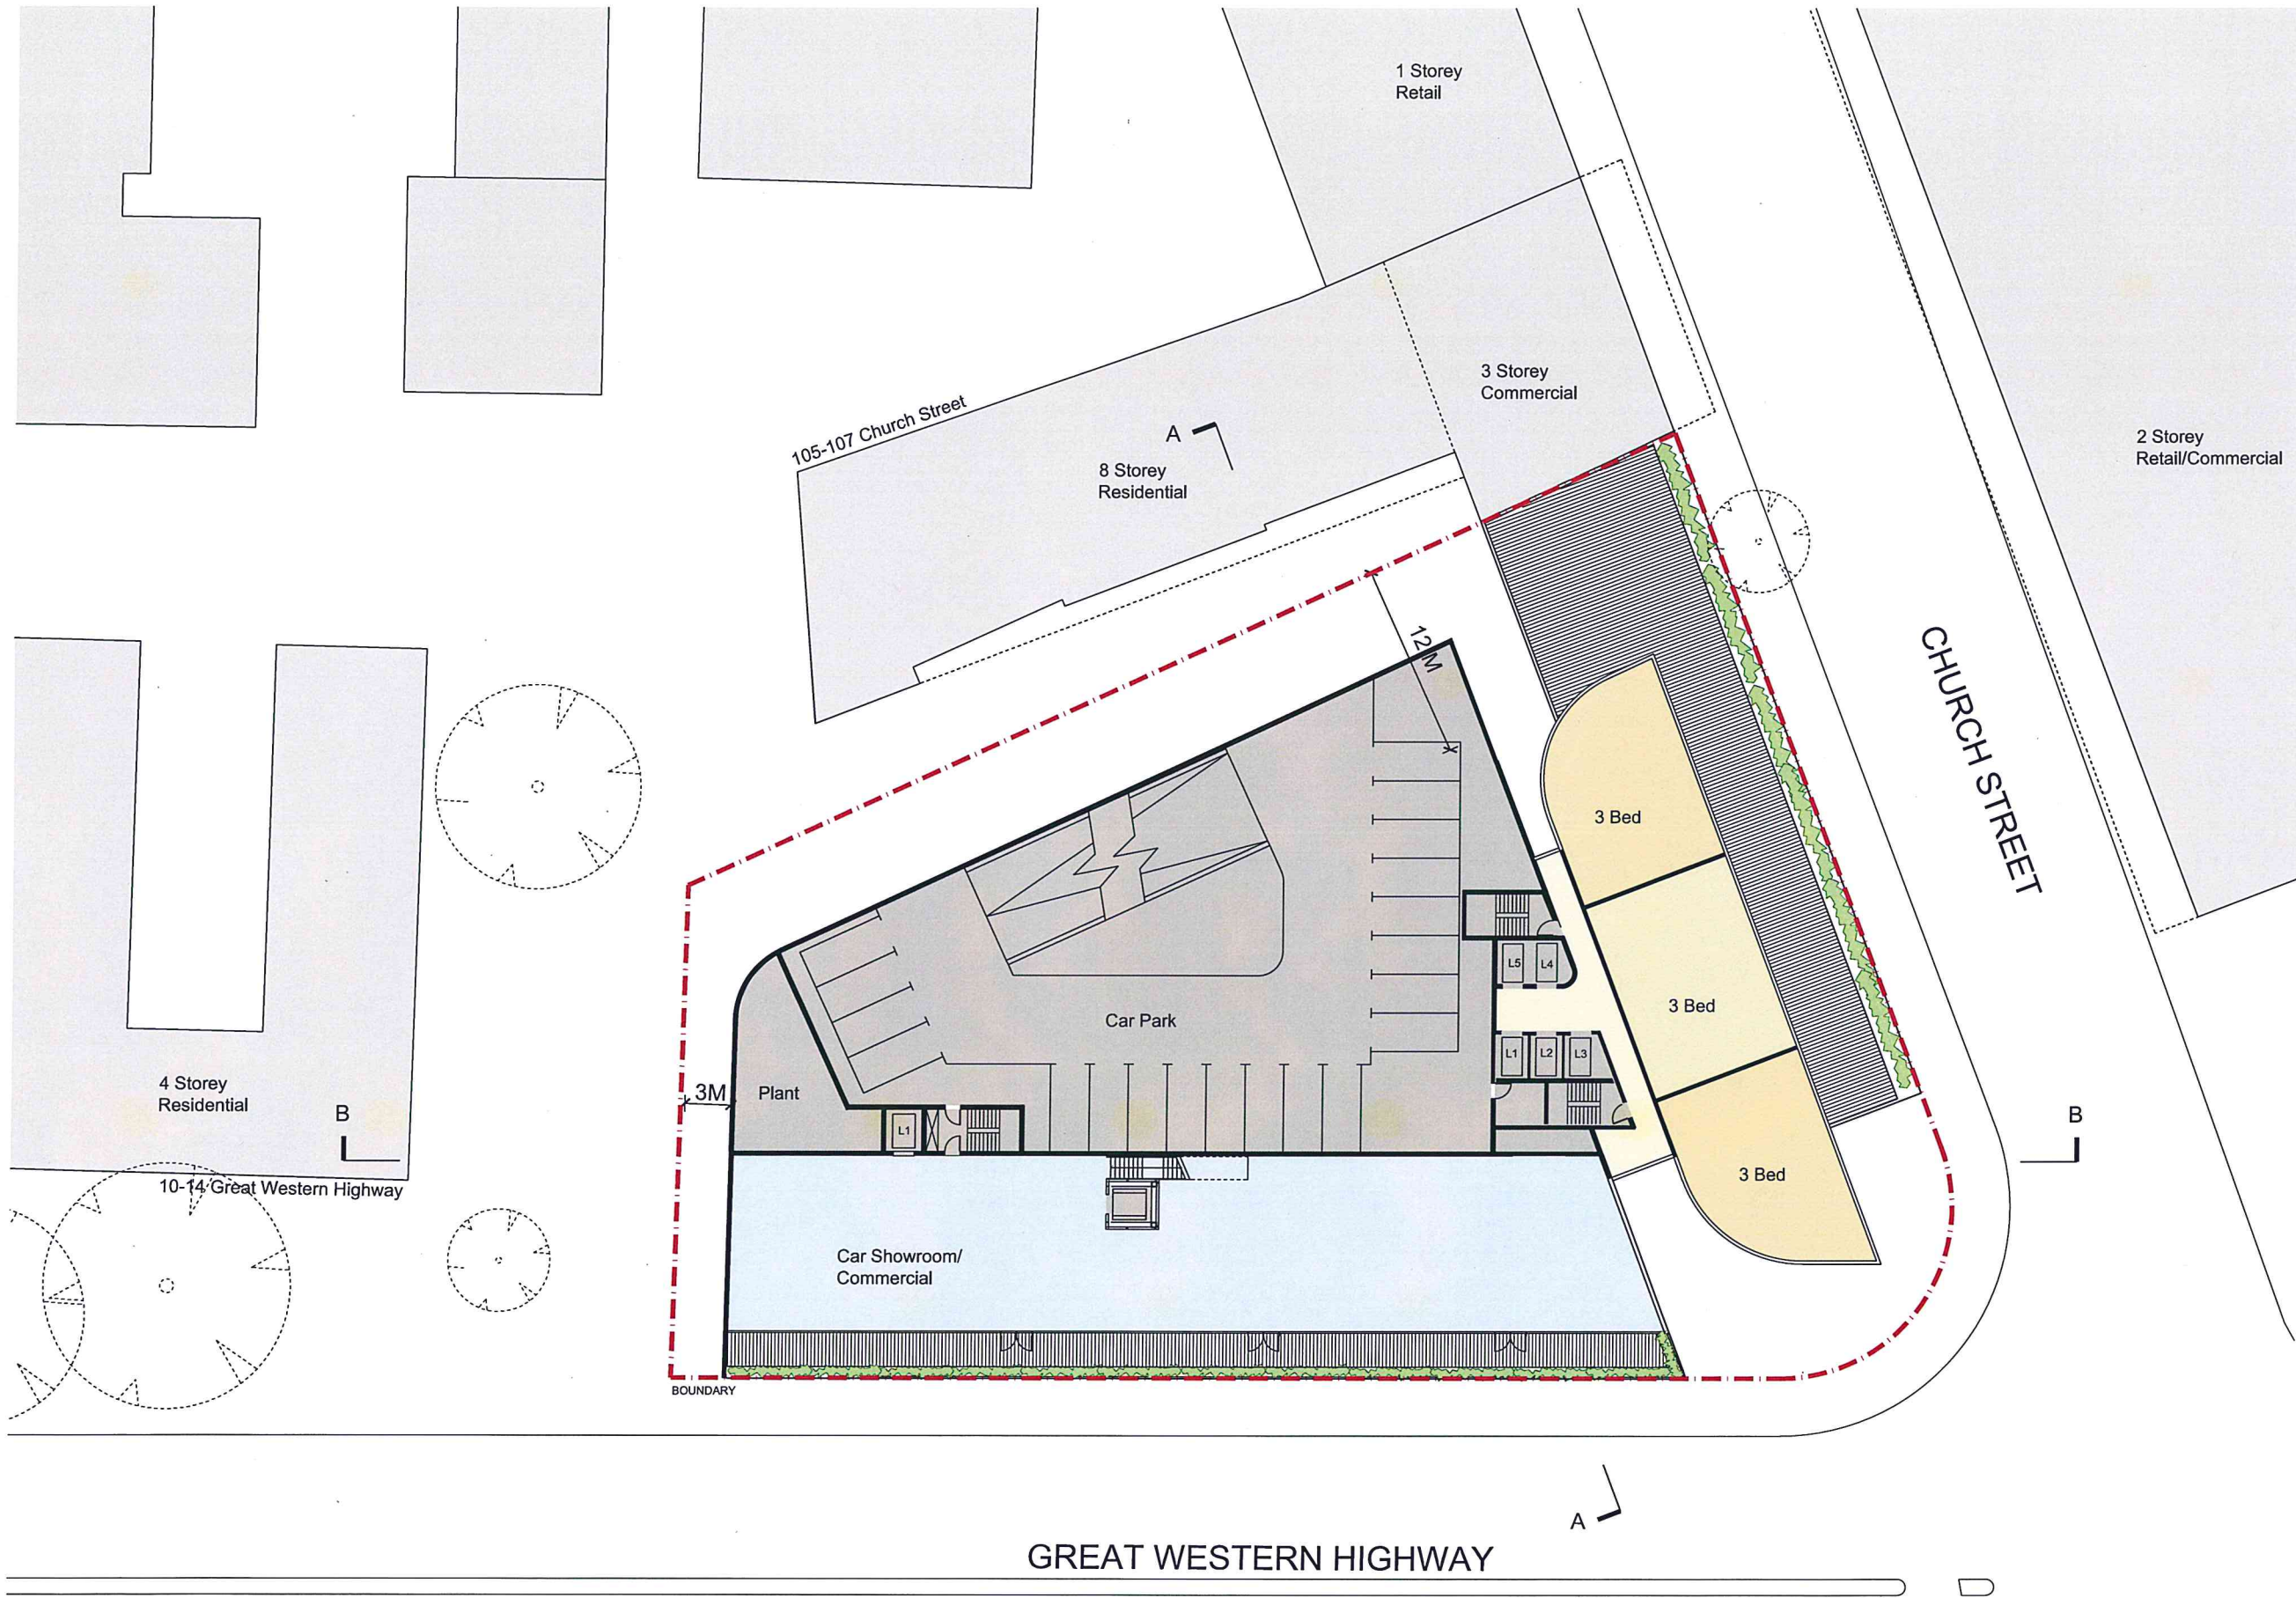 1 Storey
Retail
3 Storey
Commercial
105-107 Church Street
A
8 Storey
Residential
2 Storey
Retail/Commercial
12 M
CHURCH STREET
3 Bed
L5
L4
3 Bed
Car Park
L1
L2
L3
4 Storey
Residential
B
3M
Plant
L1
B
3 Bed
10-14 Great Western Highway
Car Showroom/
Commercial
BOUNDARY
A
GREAT WESTERN HIGHWAY